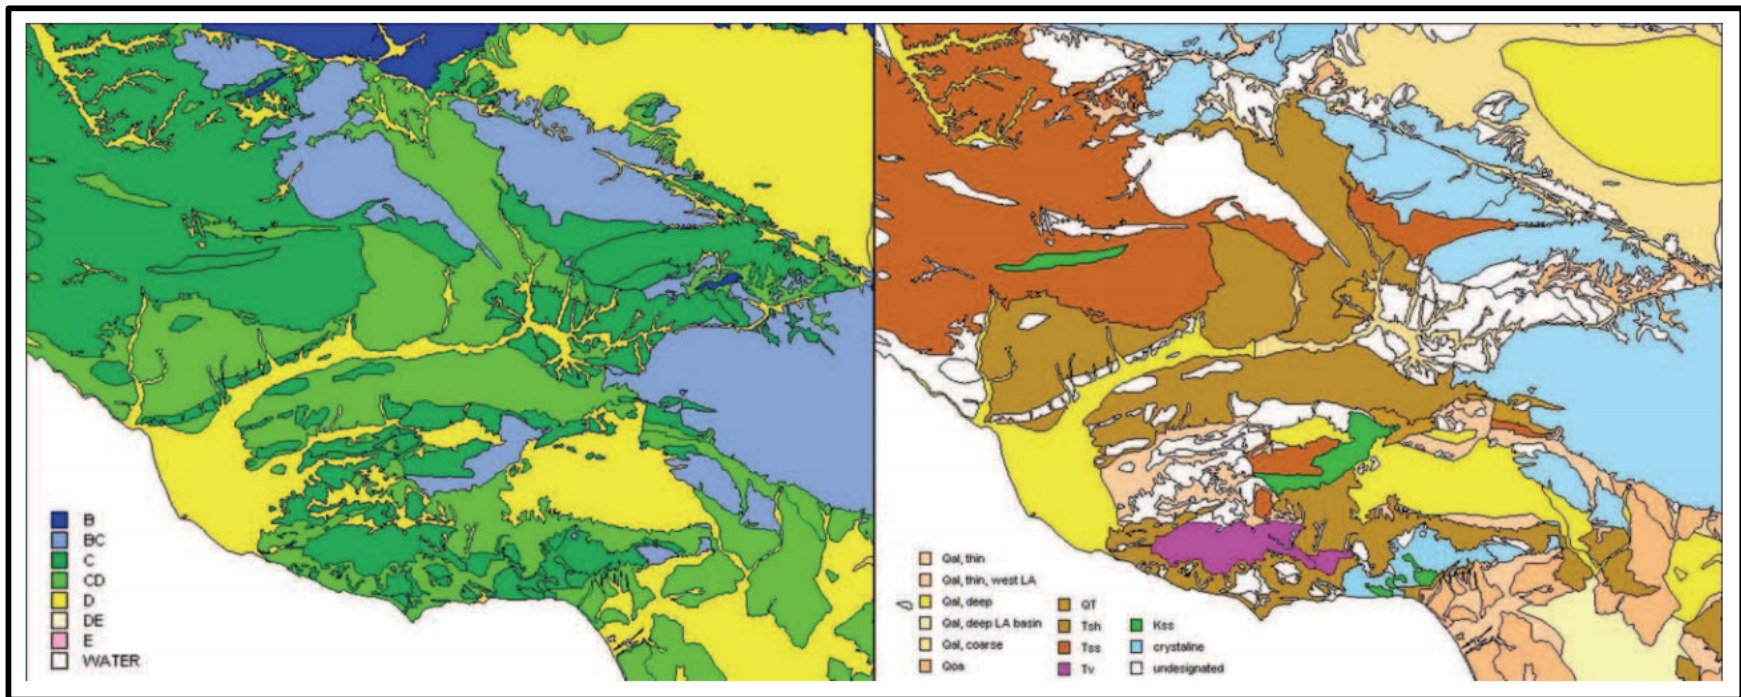 B
BC
C
CD
D
DE
E
WATER
Qal, thin
Qal, thin, west LA
Qal, deep
Qal, deep LA basin
Qal, coarse
Qoa
QT
Tsh
Tss
Tv
Kss
crystaline
undesignated